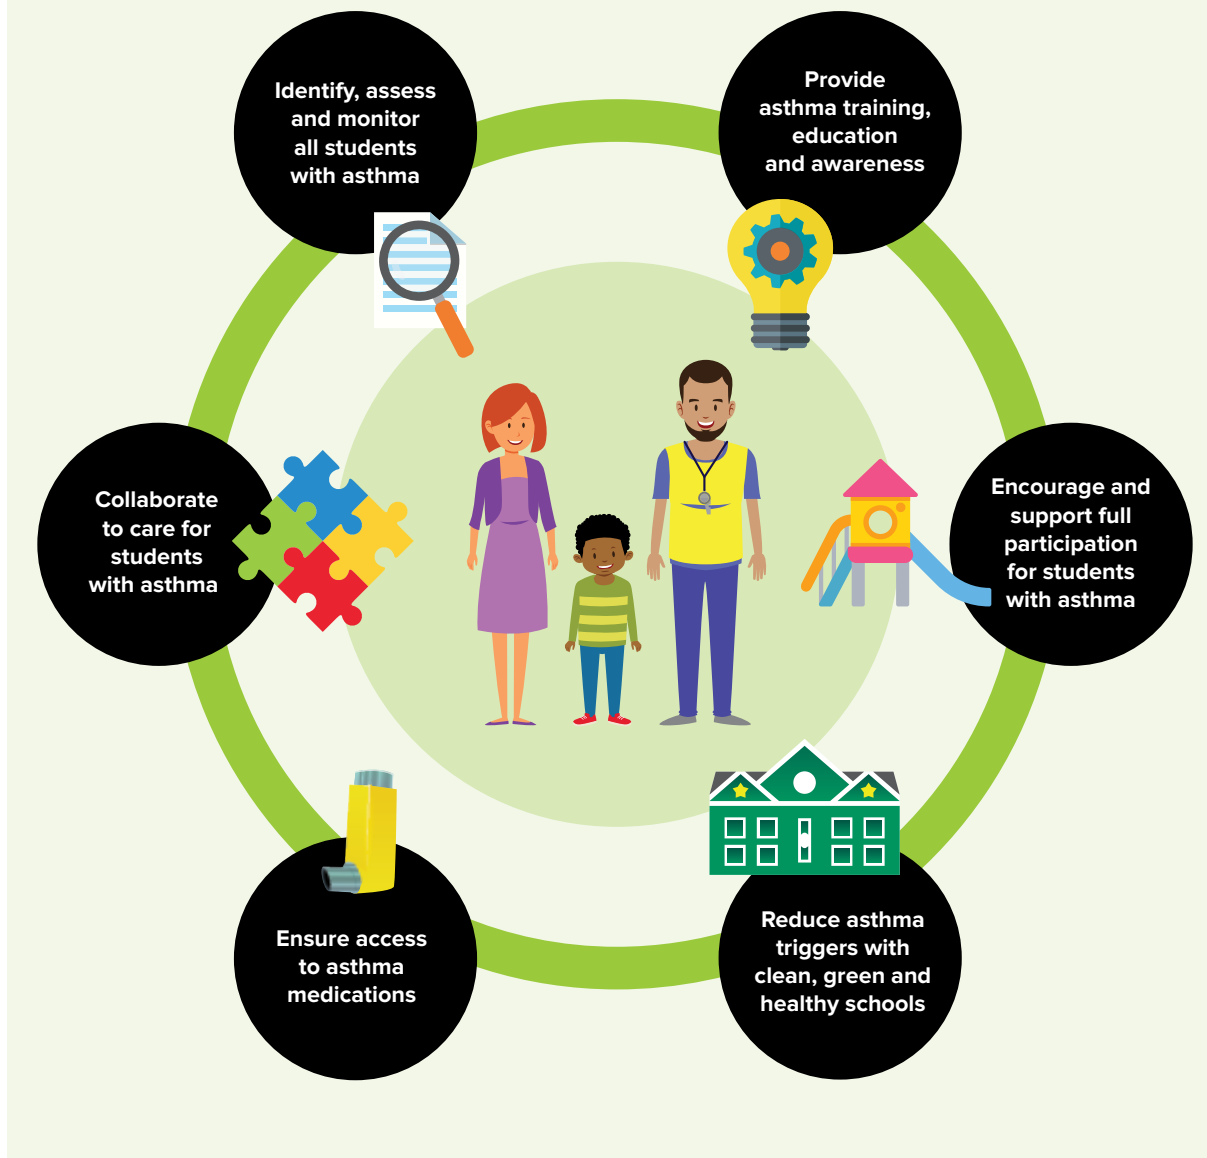 Identify, assess
and monitor
all students
with asthma
Provide
asthma training,
education
and awareness
Collaborate
to care for
students
with asthma
Encourage and
support full
participation
for students
with asthma
Ensure access
to asthma
medications
Reduce asthma
triggers with
clean, green and
healthy schools